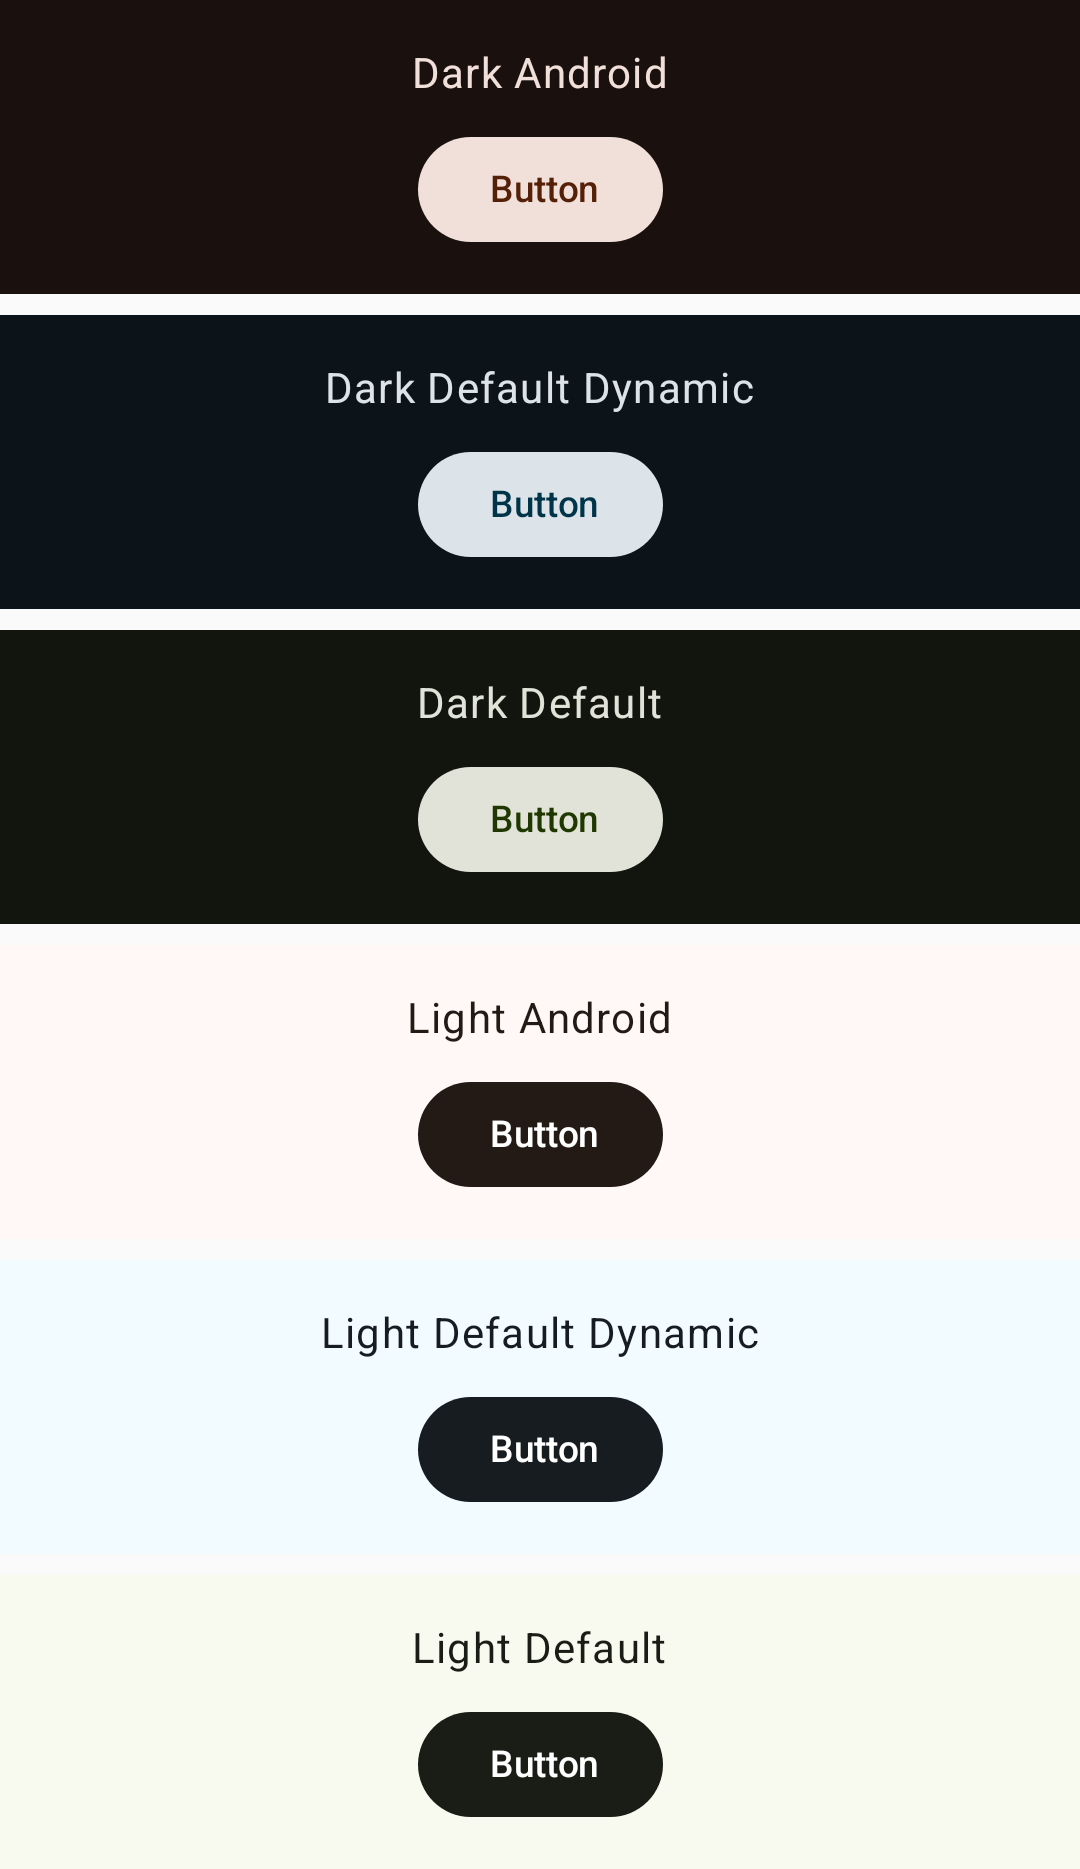 Dark Android
Button
Dark Default Dynamic
Button
Dark Default
Button
Light Android
Button
Light Default Dynamic
Button
Light Default
Button